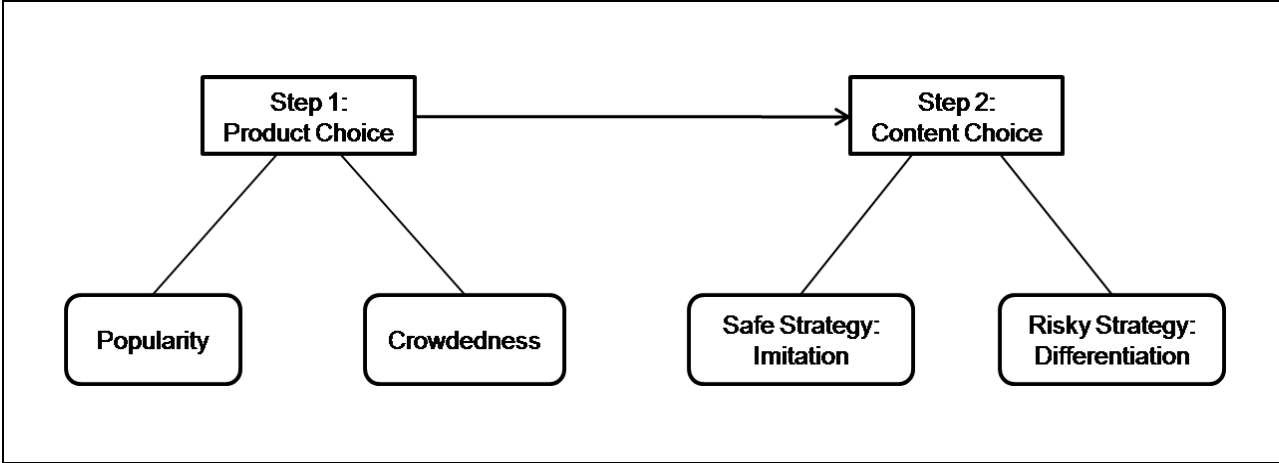 Step 1:
Product Choice
Step 2:
Content Choice
Popularity
Crowdedness
Safe Strategy:
Imitation
Risky Strategy:
Differentiation